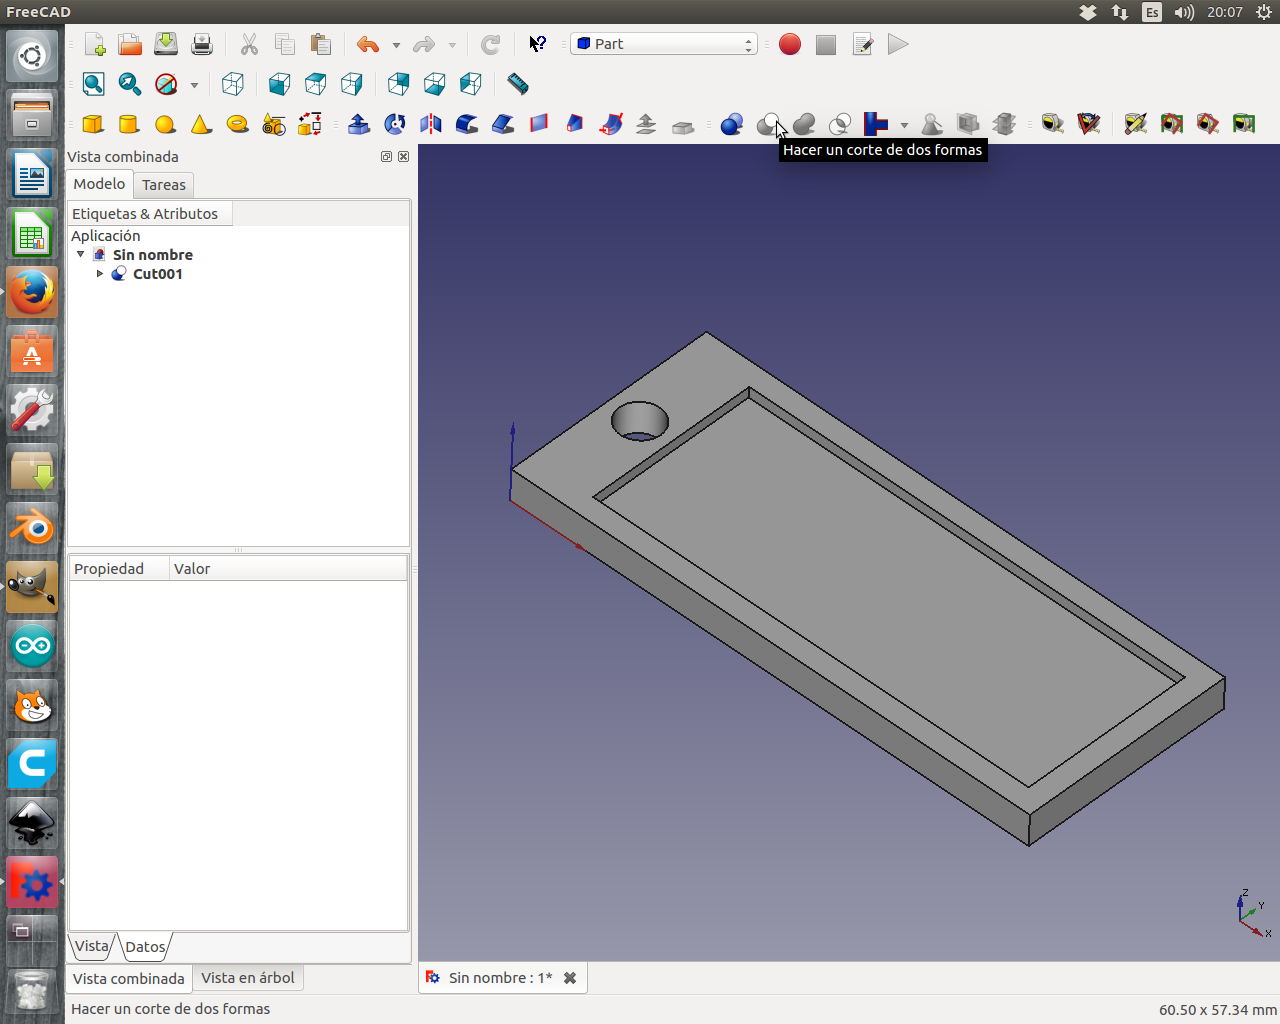 FreeCAD
Es
20:07
Part
Hacer un corte de dos formas
Vista combinada
Modelo
Tareas
Etiquetas & Atributos
Aplicación
Sin nombre
Cut001
Propiedad
Valor
Vista
Datos
Vista combinada
Vista en árbol
Sin nombre : 1*
Z
Y
X
Hacer un corte de dos formas
60.50 x 57.34 mm